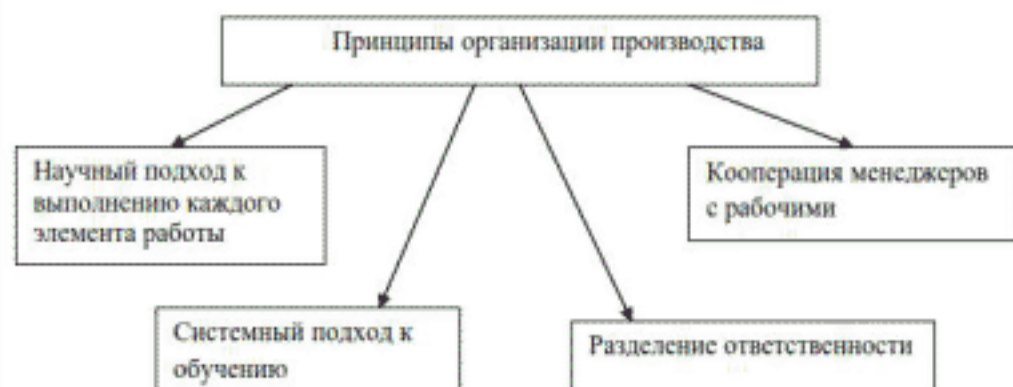 Принципы организации производства
Научный подход к
выполнению каждого
элемента работы
Кооперация менеджеров
с рабочими
Системный подход к
обучению
Разделение ответственности